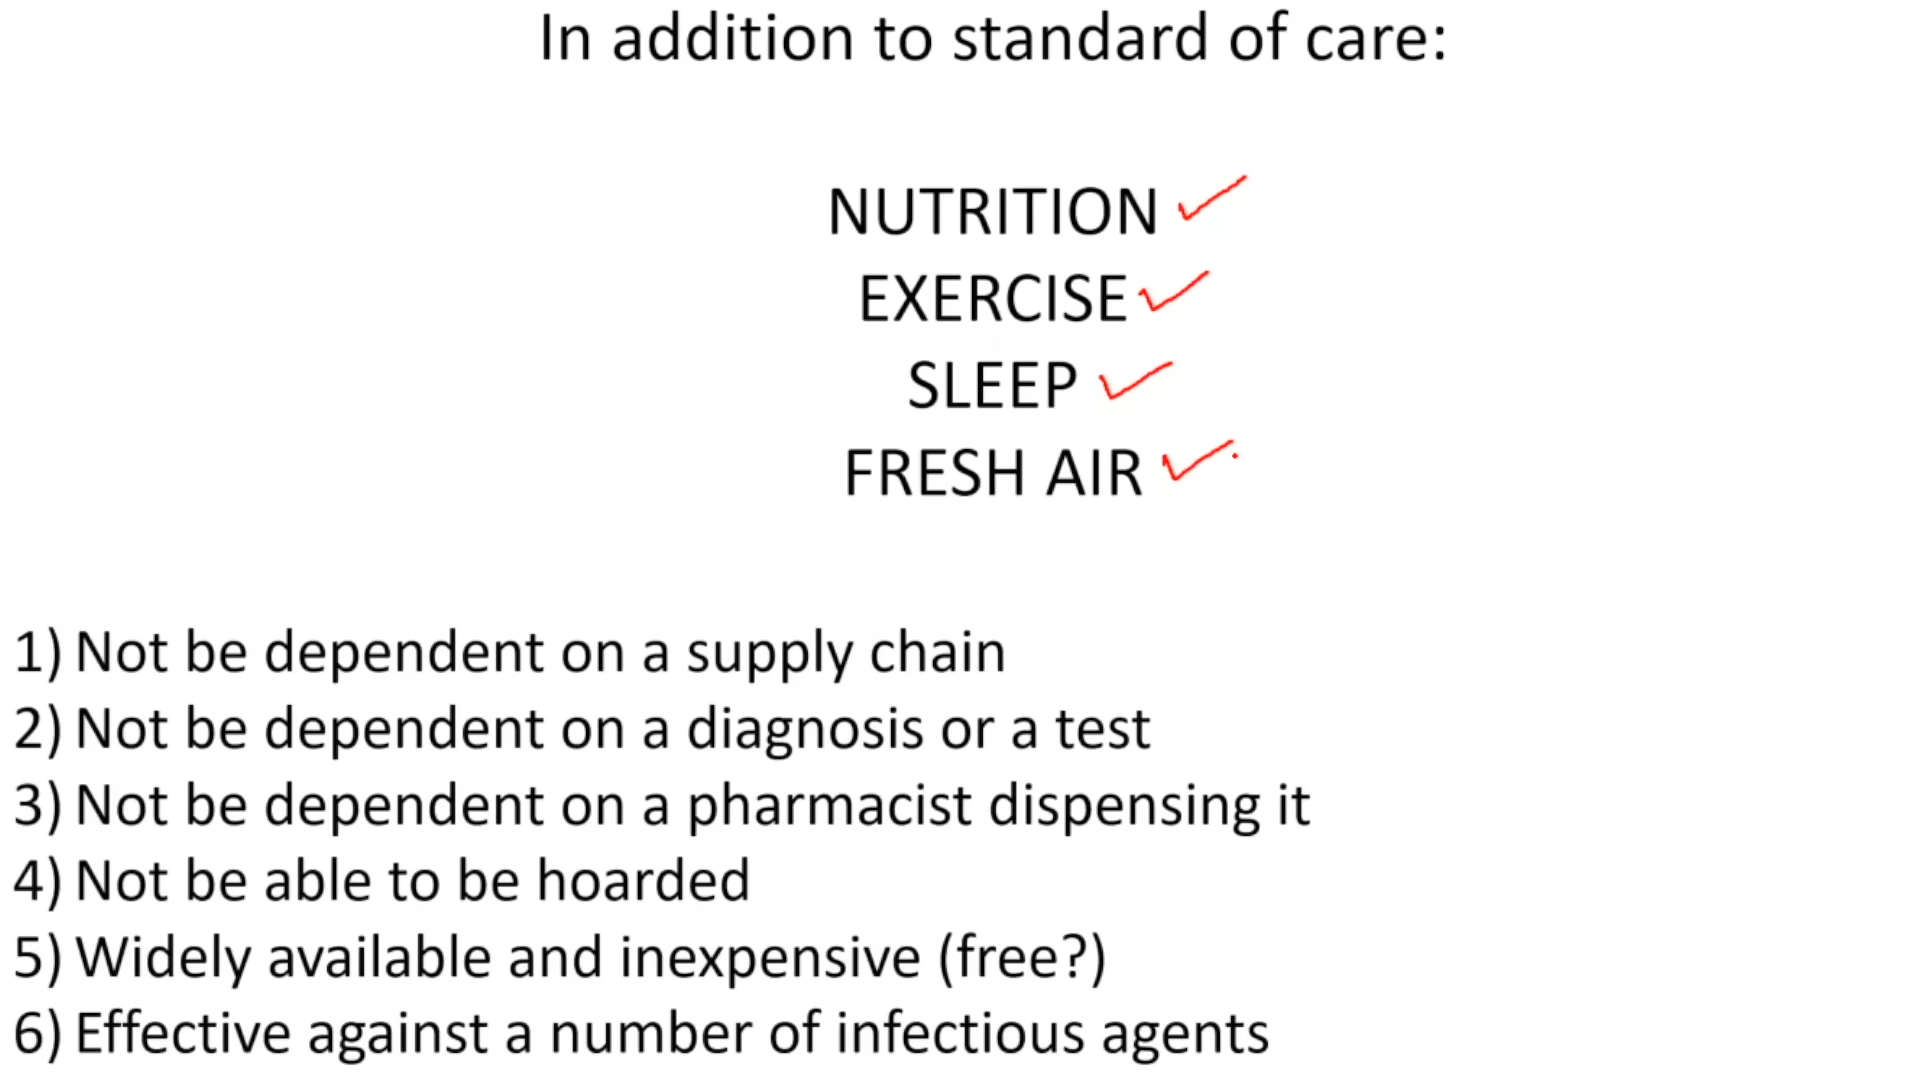 In addition to standard of care:
NUTRITION
EXERCISE
SLEEP
FRESH AIR
1) Not be dependent on a supply chain
2) Not be dependent on a diagnosis or a test
3) Not be dependent on a pharmacist dispensing it
4) Not be able to be hoarded
5) Widely available and inexpensive (free?)
6) Effective against a number of infectious agents